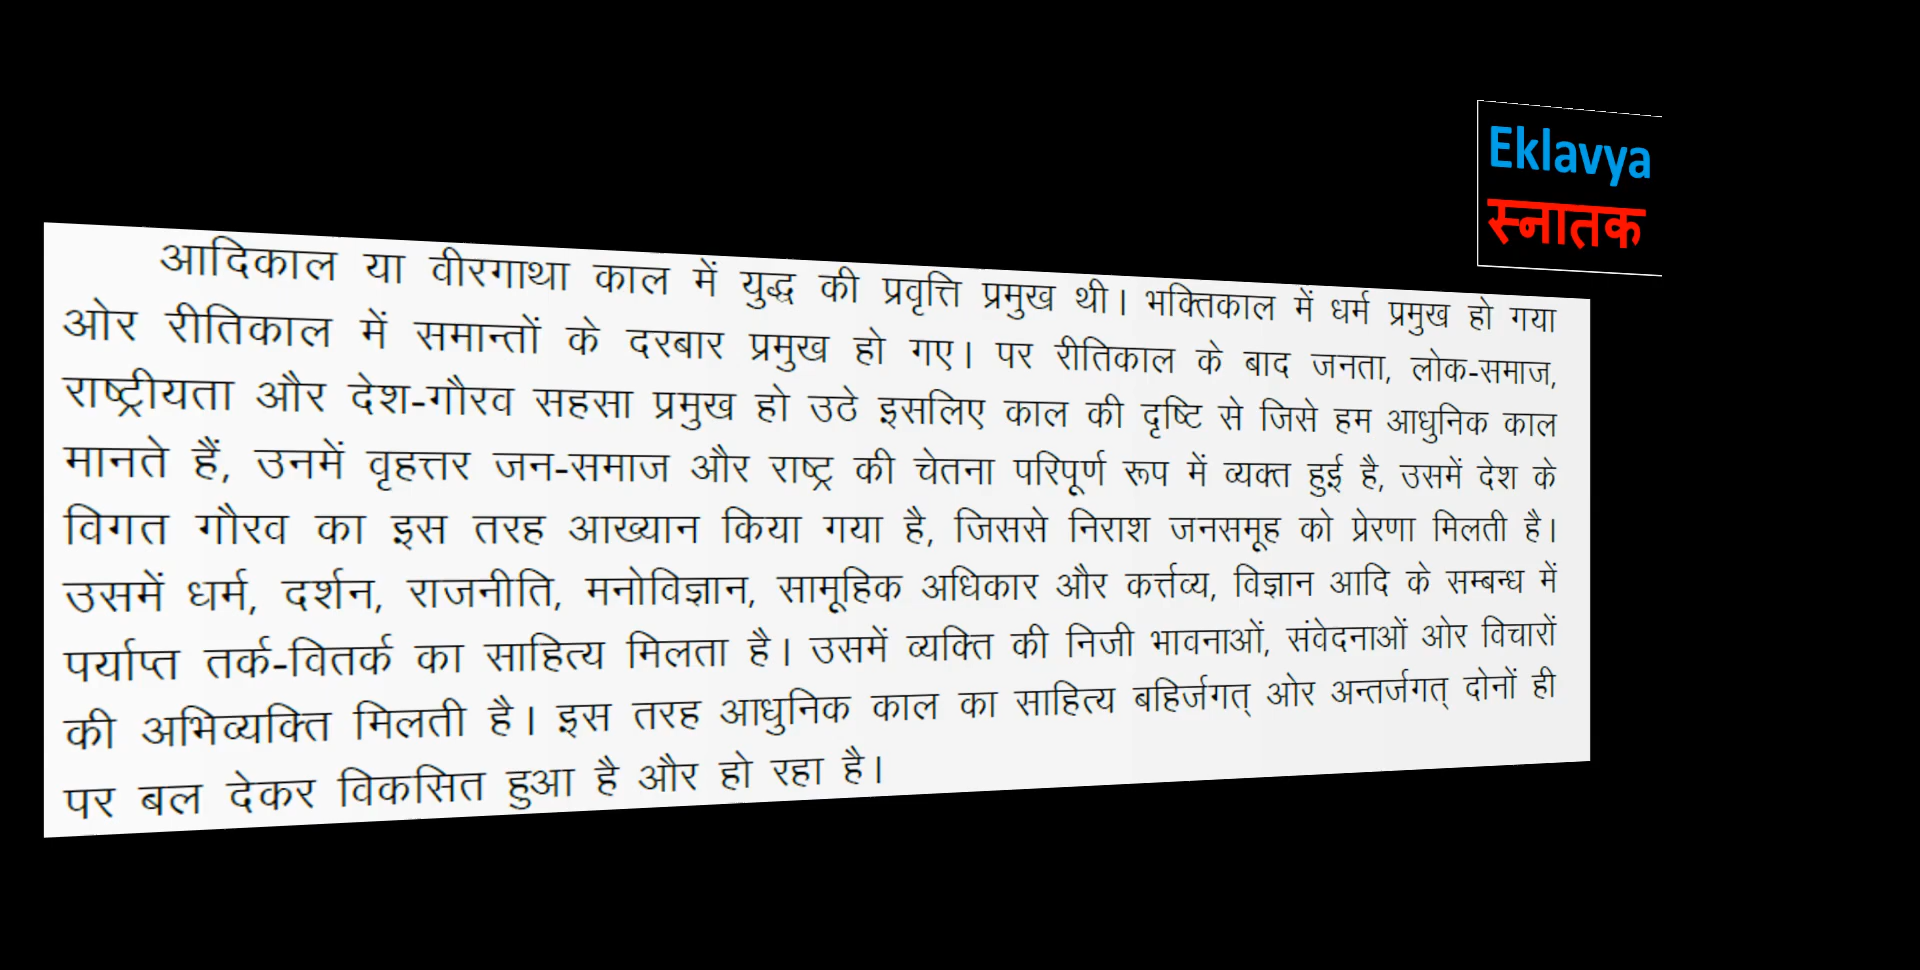 Eklavya
स्नातक
आदिकाल या वीरगाथा काल में युद्ध की प्रवृत्ति प्रमुख थी। भक्तिकाल में धर्म प्रमुख हो गया
ओर रीतिकाल में समान्तों के दरबार प्रमुख हो गए। पर रीतिकाल के बाद जनता, लोक-समाज,
राष्ट्रीयता और देश-गौरव सहसा प्रमुख हो उठे इसलिए काल की दृष्टि से जिसे हम आधुनिक काल
मानते हैं, उनमें वृहत्तर जन-समाज और राष्ट्र की चेतना परिपूर्ण रूप में व्यक्त हुई है, उसमें देश के
विगत गौरव का इस तरह आख्यान किया गया है, जिससे निराश जनसमूह को प्रेरणा मिलती है।
उसमें धर्म, दर्शन, राजनीति, मनोविज्ञान, सामूहिक अधिकार और कर्त्तव्य, विज्ञान आदि के सम्बन्ध में
पर्याप्त तर्क-वितर्क का साहित्य मिलता है। उसमें व्यक्ति की निजी भावनाओं, संवेदनाओं ओर विचारों
की अभिव्यक्ति मिलती है। इस तरह आधुनिक काल का साहित्य बहिर्जगत् ओर अन्तर्जगत् दोनों ही
पर बल देकर विकसित हुआ है और हो रहा है।